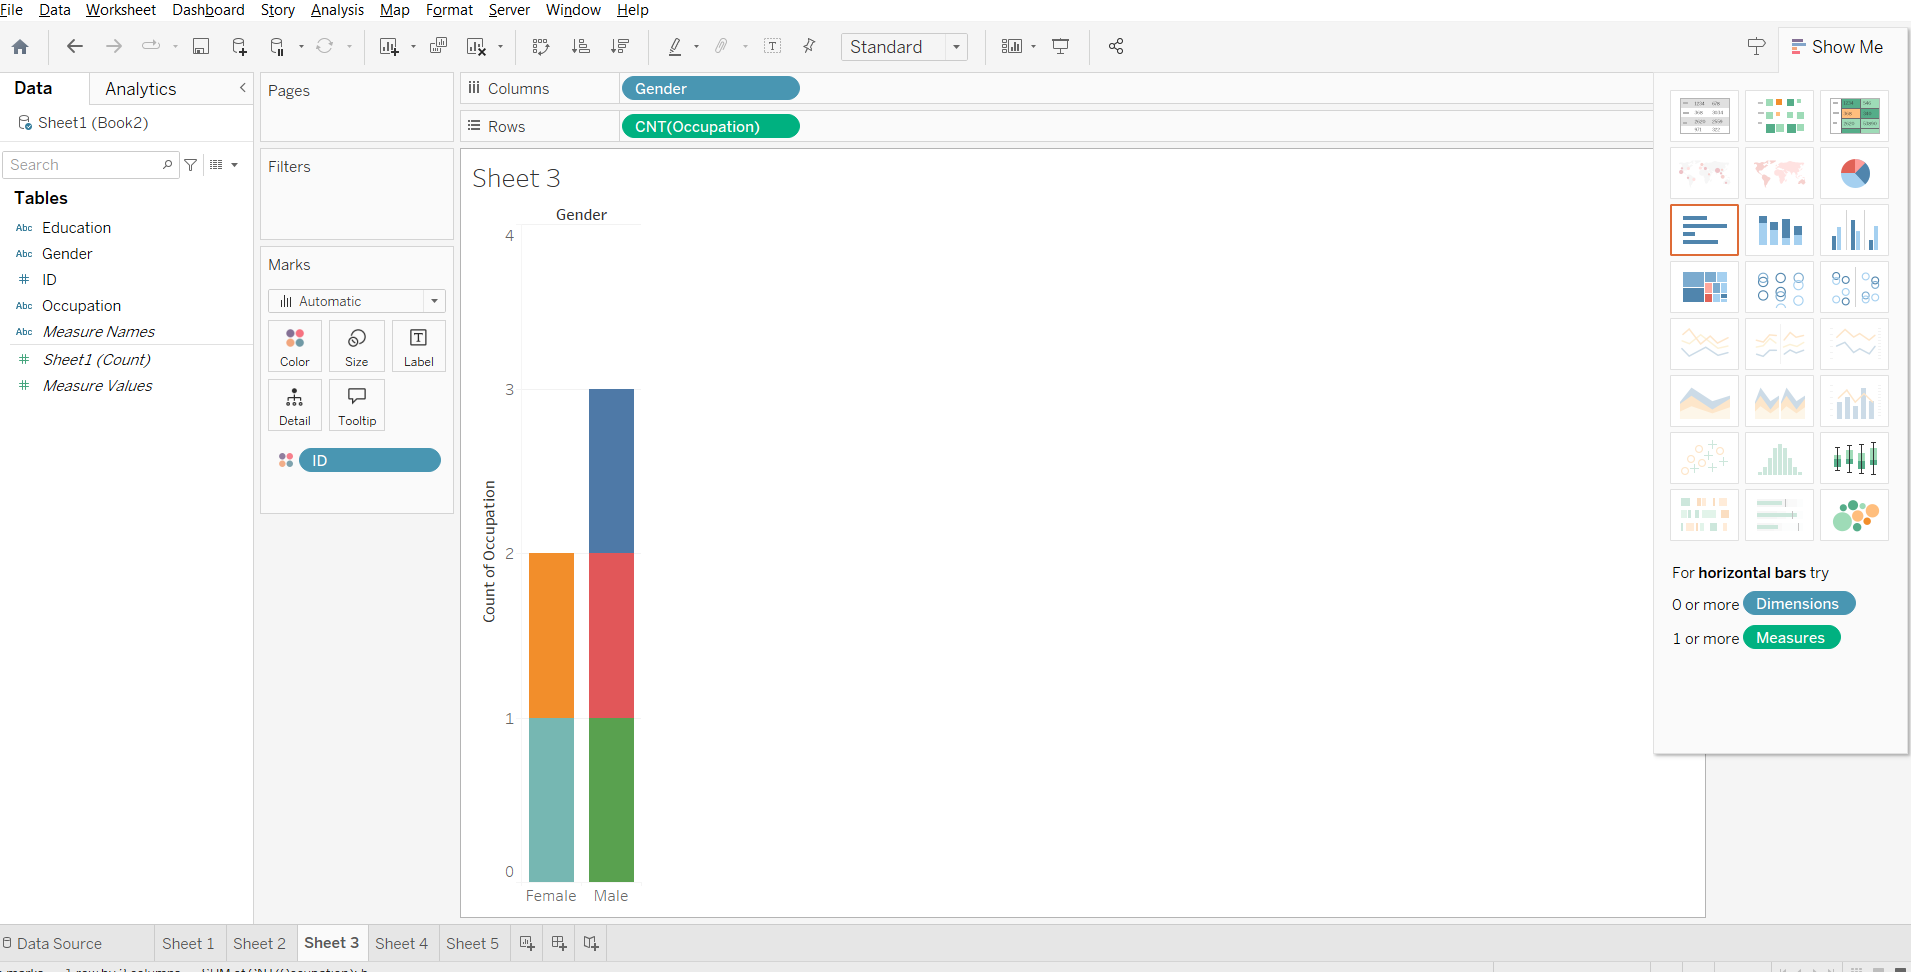 File Data Worksheet Dashboard Story Analysis Map Format Server Window Help
Standard
Show Me
Data Analytics
Sheet1 (Book2)
Search
Tables
Abc Education
Abc Gender
# ID
Abc Occupation
Abc Measure Names
# Sheet1 (Count)
# Measure Values
Pages
Filters
Marks
Automatic
Color Size Label
Detail Tooltip
ID
Columns Gender
Rows CNT(Occupation)
Sheet 3
Gender
Count of Occupation
4
3
2
1
0
Female Male
For horizontal bars try
0 or more Dimensions
1 or more Measures
Data Source Sheet 1 Sheet 2 Sheet 3 Sheet 4 Sheet 5